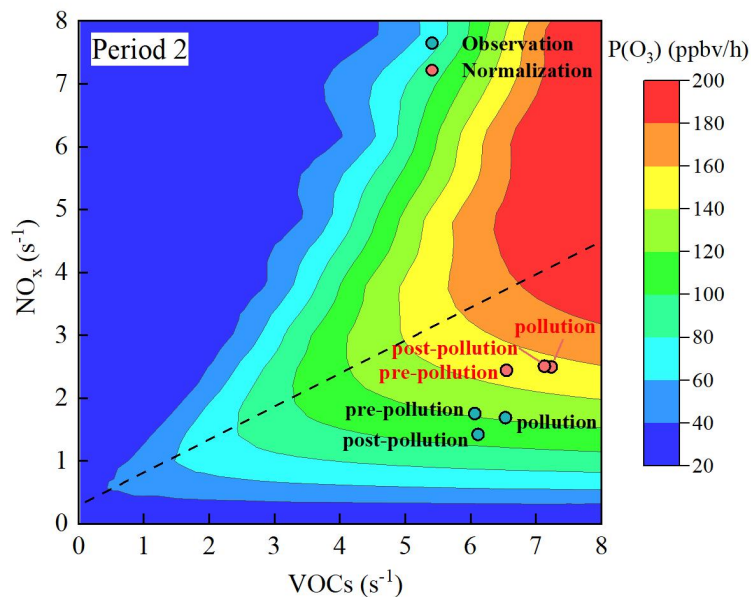 Period 2
Observation
Normalization
P(O₃) (ppbv/h)
8
7
6
5
4
3
2
1
0
NOₓ (s⁻¹)
pollution
post-pollution
pre-pollution
pre-pollution
pollution
post-pollution
0 1 2 3 4 5 6 7 8
VOCs (s⁻¹)
200
180
160
140
120
100
80
60
40
20